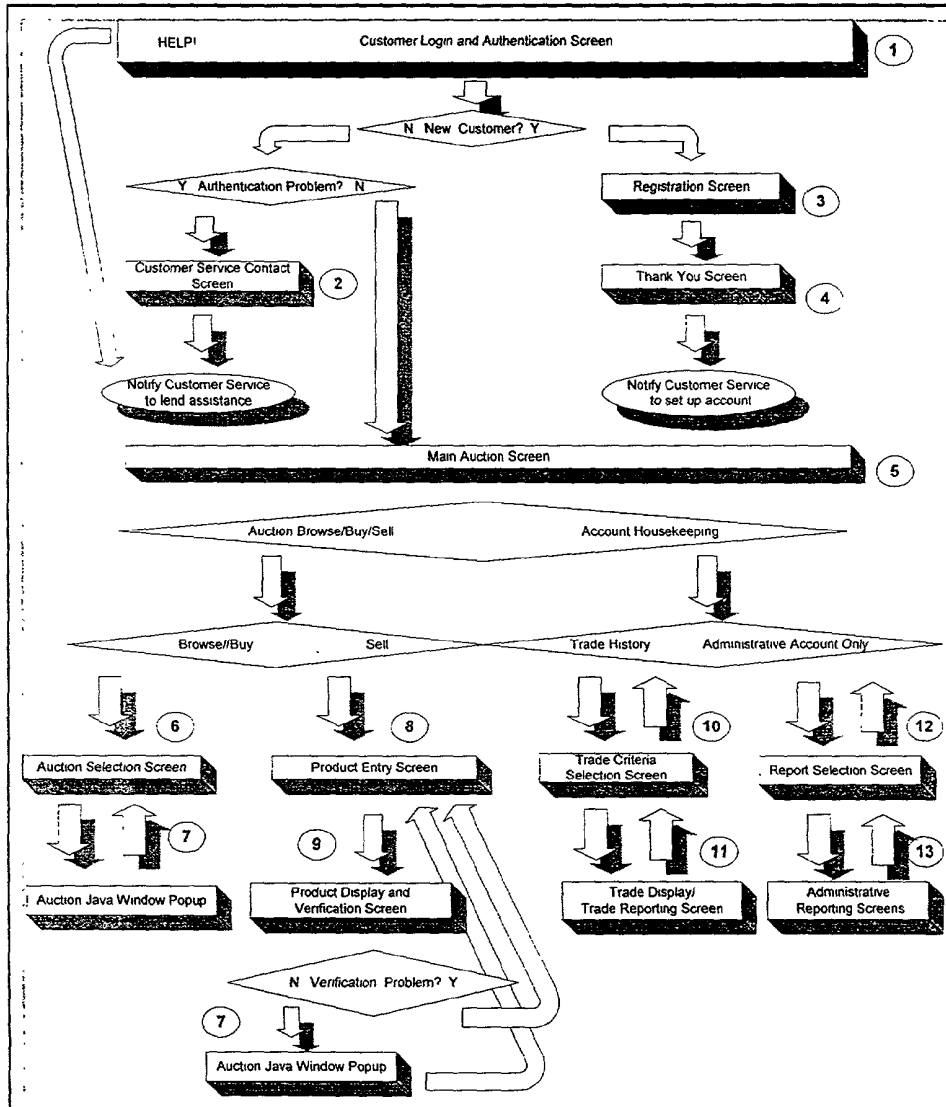 HELP! Customer Login and Authentication Screen
1
N New Customer? Y
Y Authentication Problem? N
Registration Screen
3
Customer Service Contact
Screen
2
Thank You Screen
4
Notify Customer Service
to lend assistance
Notify Customer Service
to set up account
Main Auction Screen
5
Auction Browse/Buy/Sell Account Housekeeping
Browse//Buy Sell Trade History Administrative Account Only
6
8
10
12
Auction Selection Screen
Product Entry Screen
Trade Criteria
Selection Screen
Report Selection Screen
7
9
11
13
Auction Java Window Popup
Product Display and
Verification Screen
Trade Display/
Trade Reporting Screen
Administrative
Reporting Screens
N Verification Problem? Y
7
Auction Java Window Popup